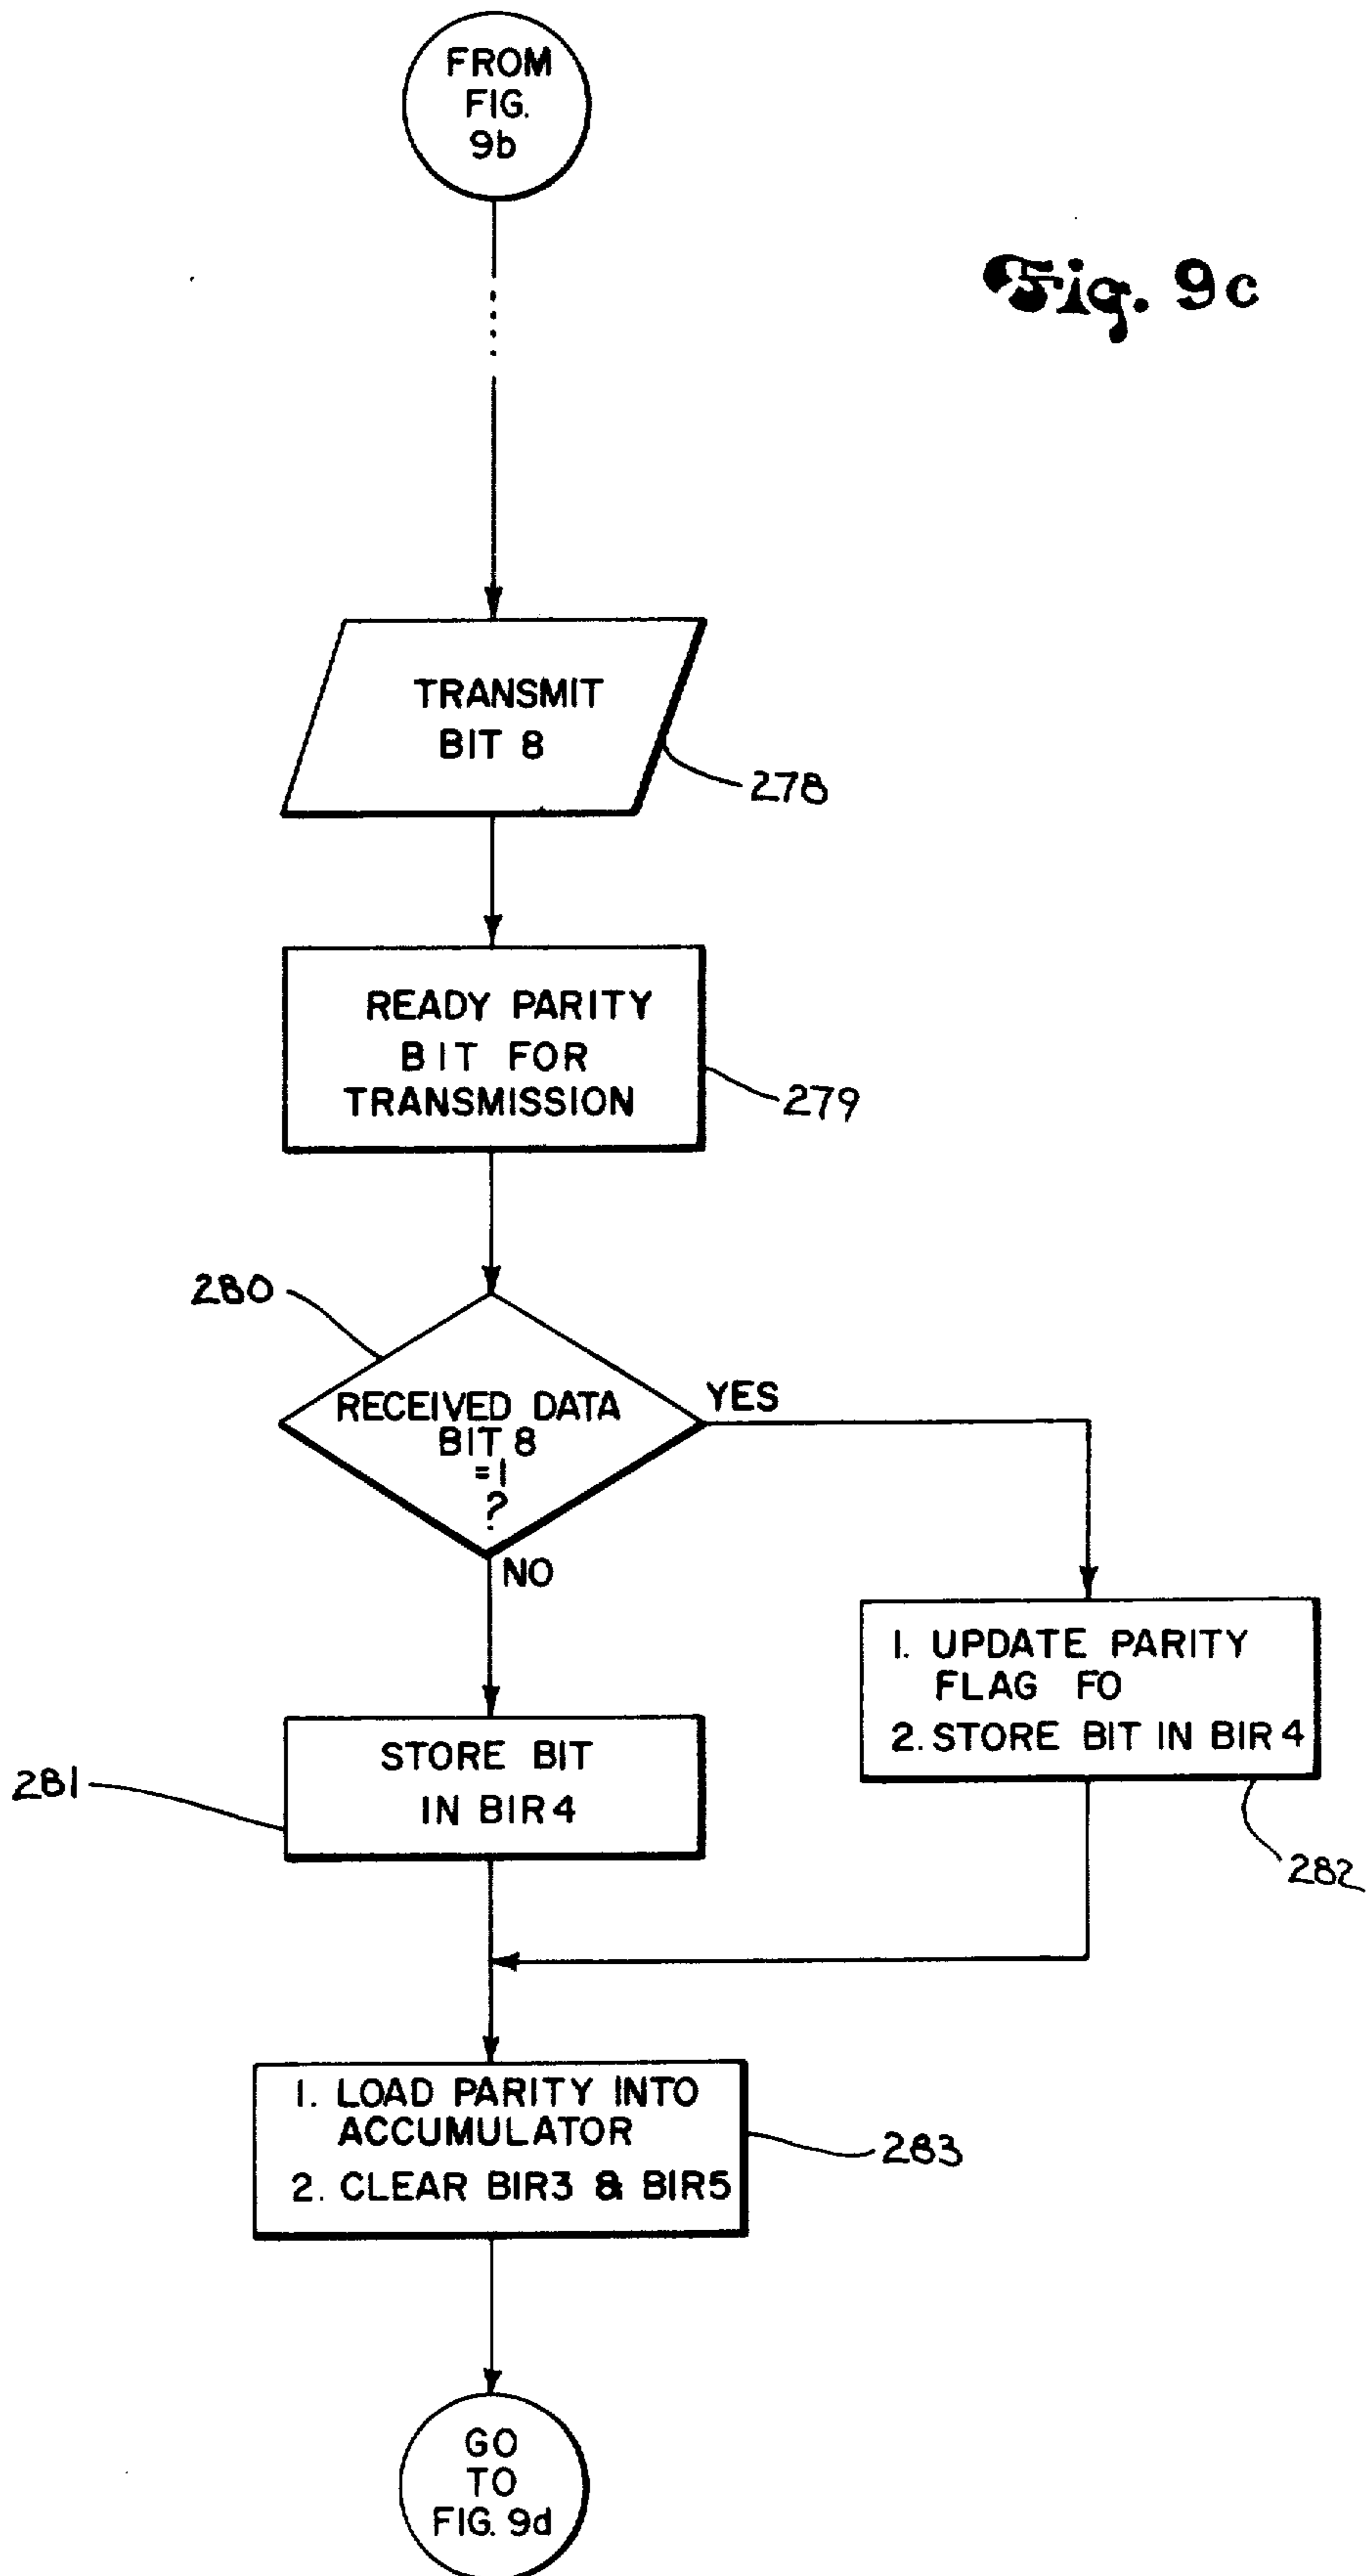 FROM
FIG.
9b
Fig. 9c
TRANSMIT
BIT 8
278
READY PARITY
BIT FOR
TRANSMISSION
279
280
RECEIVED DATA
BIT 8
=1
?
YES
NO
1. UPDATE PARITY
FLAG FO
2. STORE BIT IN BIR4
282
STORE BIT
IN BIR4
281
1. LOAD PARITY INTO
ACCUMULATOR
2. CLEAR BIR3 & BIR5
283
GO
TO
FIG. 9d